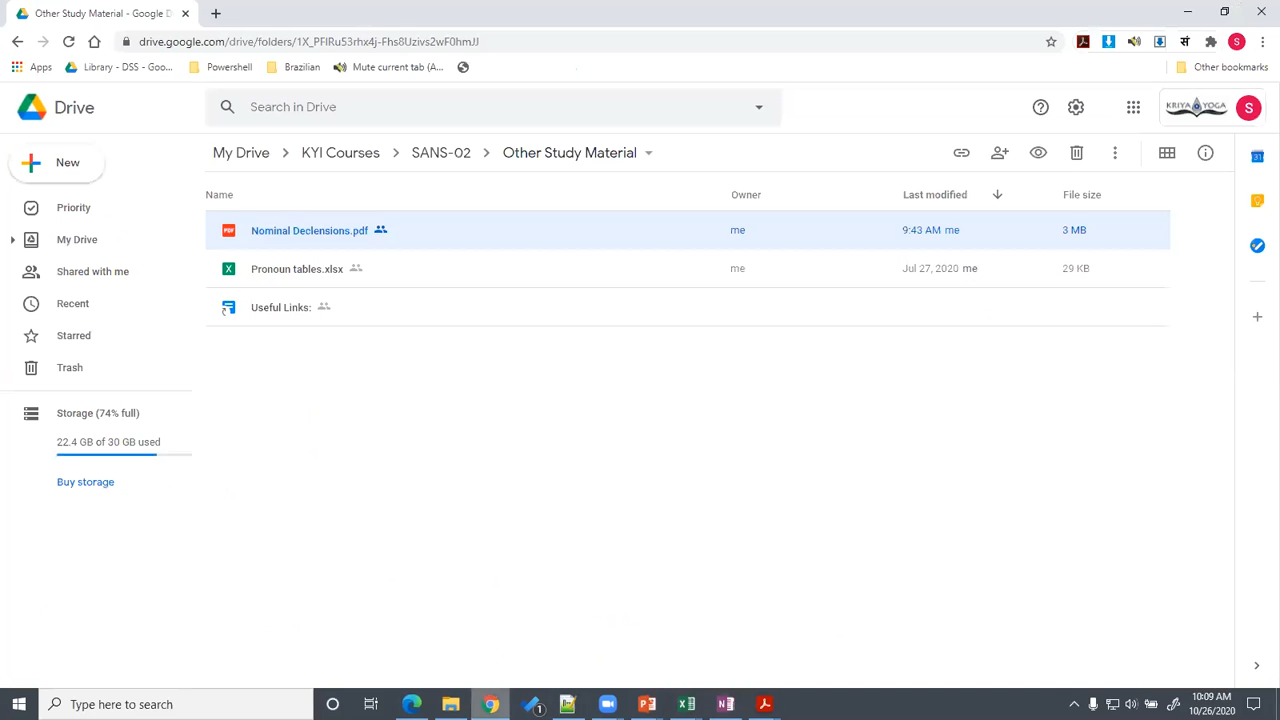 Other Study Material - Google D
drive.google.com/drive/folders/1X_PFIRu53rhx4j-Fhs8Uzivs2wF0hmJJ
सं
S
Apps
Library - DSS - Goo...
Powershell
Brazilian
Mute current tab (A...
Other bookmarks
Drive
Search in Drive
KRIYA YOGA
S
New
My Drive > KYI Courses > SANS-02 > Other Study Material
31
Name
Owner
Last modified
File size
Priority
My Drive
Shared with me
Recent
Starred
Trash
PDF Nominal Declensions.pdf
me
9:43 AM me
3 MB
X Pronoun tables.xlsx
me
Jul 27, 2020 me
29 KB
Useful Links:
Storage (74% full)
22.4 GB of 30 GB used
Buy storage
Type here to search
1
10:09 AM
10/26/2020